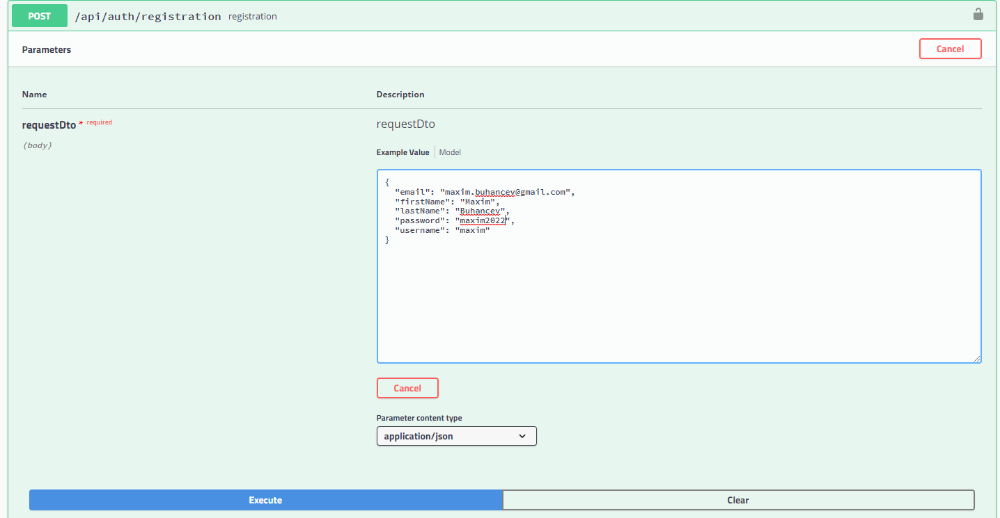 POST /api/auth/registration registration
Parameters
Cancel
Name Description
requestDto * required requestDto
(body)
Example Value Model
{
"email": "maxim.buhancev@gmail.com",
"firstName": "Maxim",
"lastName": "Buhancev",
"password": "maxim2022",
"username": "maxim"
}
Cancel
Parameter content type
application/json
Execute Clear